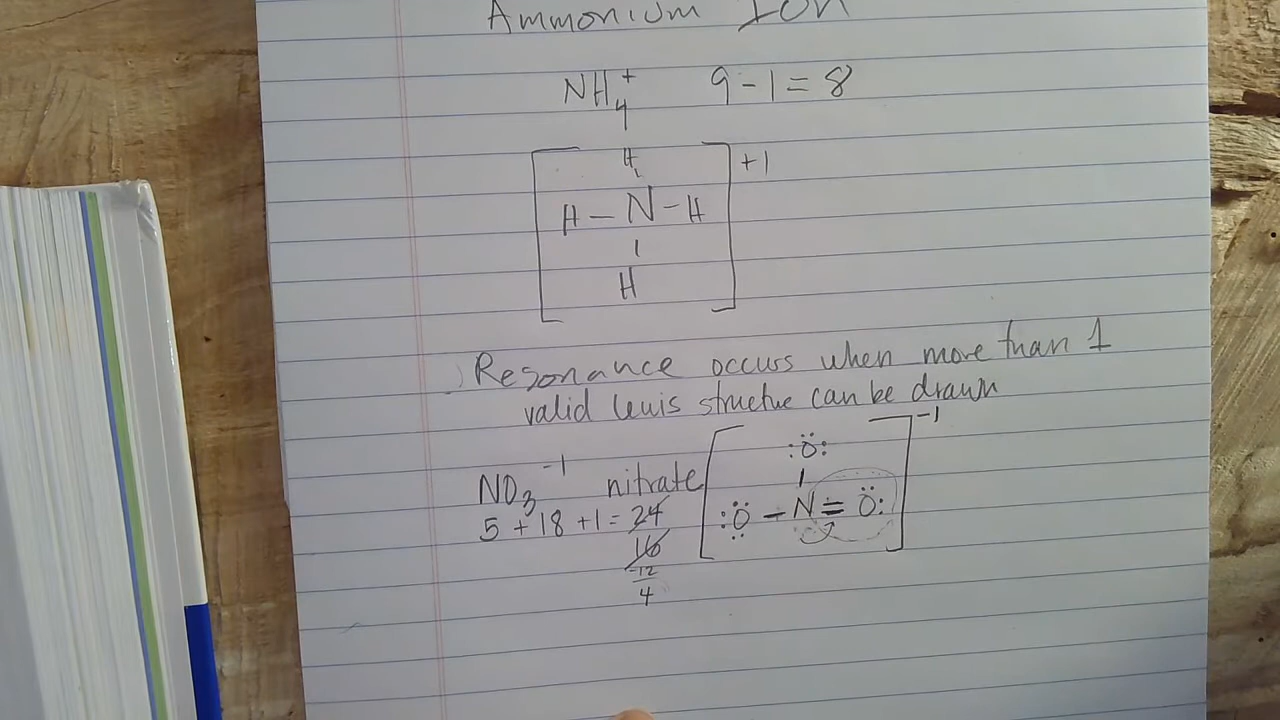 Ammonium Ion
NH₄⁺ 9 - 1 = 8
H
H - N - H
H
+1
Resonance occurs when more than 1
valid lewis structue can be drawn
NO₃⁻¹ nitrate
5 + 18 + 1 = 24
16
-12
4
:Ö:
:Ö - N = Ö:
-1